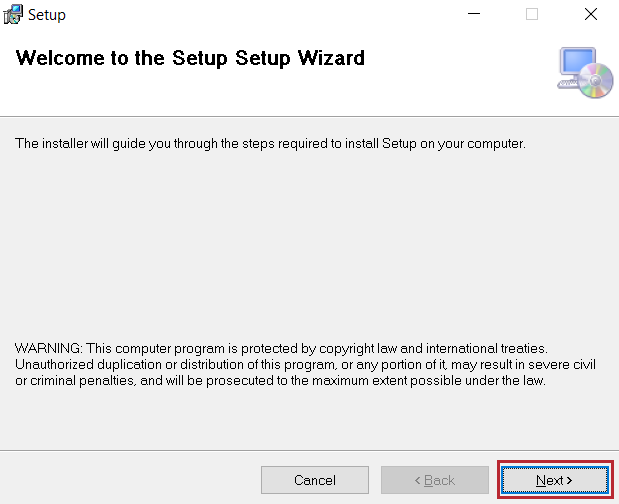 Setup
Welcome to the Setup Setup Wizard
The installer will guide you through the steps required to install Setup on your computer.
WARNING: This computer program is protected by copyright law and international treaties.
Unauthorized duplication or distribution of this program, or any portion of it, may result in severe civil
or criminal penalties, and will be prosecuted to the maximum extent possible under the law.
Cancel
< Back
Next >